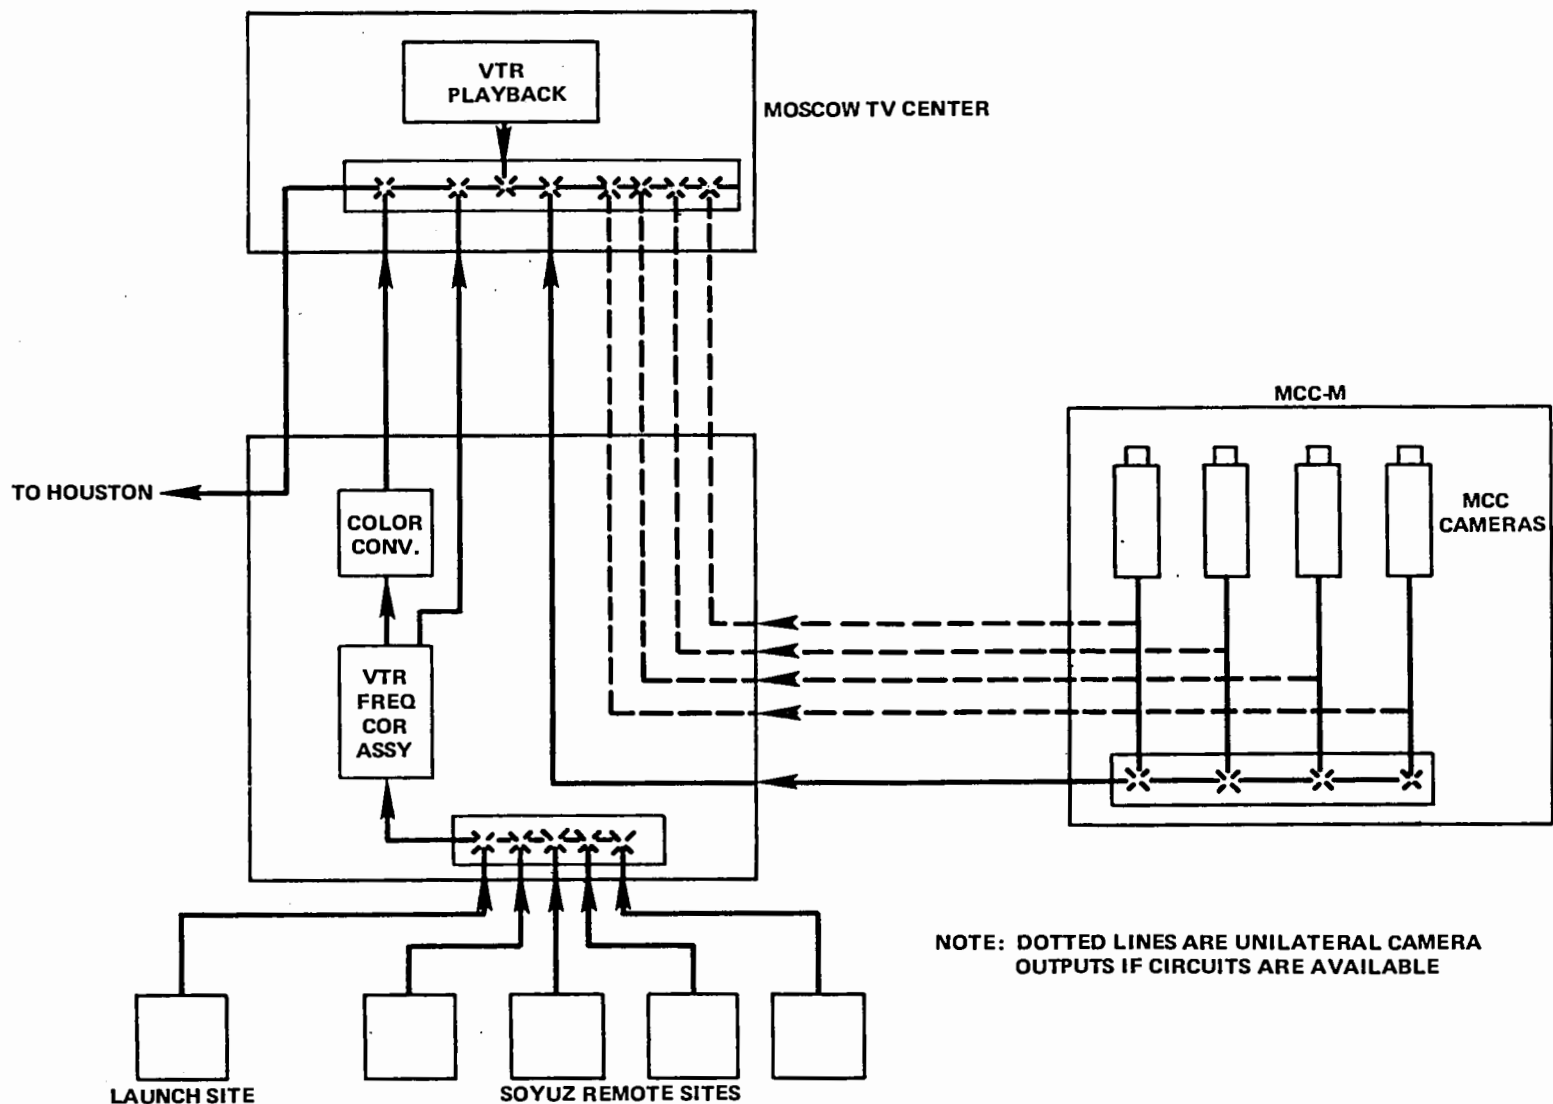 VTR
PLAYBACK
MOSCOW TV CENTER
MCC-M
TO HOUSTON
COLOR
CONV.
MCC
CAMERAS
VTR
FREQ
COR
ASSY
NOTE: DOTTED LINES ARE UNILATERAL CAMERA
OUTPUTS IF CIRCUITS ARE AVAILABLE
LAUNCH SITE
SOYUZ REMOTE SITES